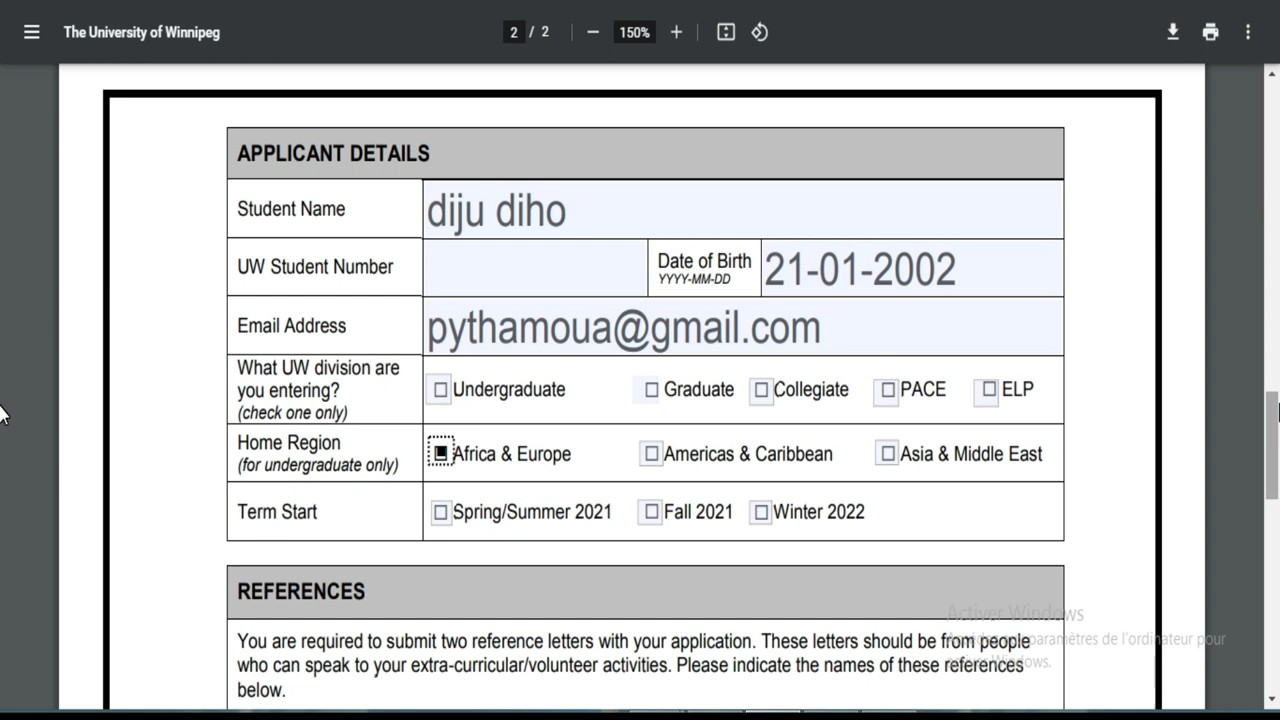 The University of Winnipeg
2 / 2
150%
APPLICANT DETAILS
Student Name diju diho
UW Student Number Date of Birth 21-01-2002
YYYY-MM-DD
Email Address pythamoua@gmail.com
What UW division are
you entering?
(check one only)
Undergraduate Graduate Collegiate PACE ELP
Home Region
(for undergraduate only)
Africa & Europe Americas & Caribbean Asia & Middle East
Term Start Spring/Summer 2021 Fall 2021 Winter 2022
REFERENCES
You are required to submit two reference letters with your application. These letters should be from people
who can speak to your extra-curricular/volunteer activities. Please indicate the names of these references
below.
Activer Windows
paramètres de l'ordinateur pour
Windows.